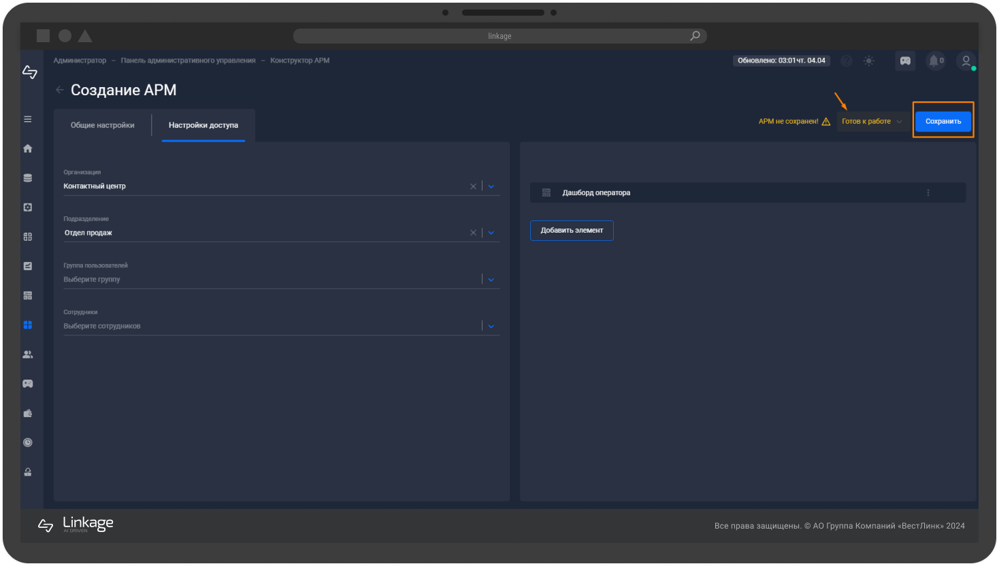 linkage
Администратор – Панель административного управления – Конструктор АРМ
Обновлено: 03:01 чт. 04.04
0
Создание АРМ
Общие настройки
Настройки доступа
АРМ не сохранен!
Готов к работе
Сохранить
Организация
Контактный центр
Подразделение
Отдел продаж
Группа пользователей
Выберите группу
Сотрудники
Выберите сотрудников
Дашборд оператора
Добавить элемент
Linkage
AI DRIVEN
Все права защищены. © АО Группа Компаний «ВестЛинк» 2024